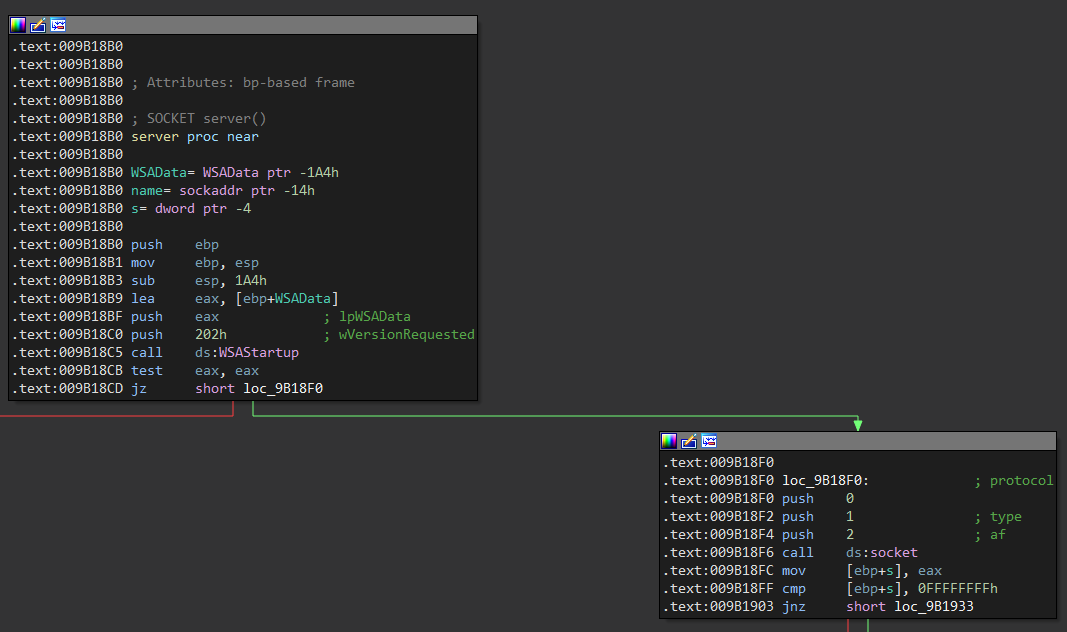 .text:009B18B0
.text:009B18B0
.text:009B18B0 ; Attributes: bp-based frame
.text:009B18B0
.text:009B18B0 ; SOCKET server()
.text:009B18B0 server proc near
.text:009B18B0
.text:009B18B0 WSAData= WSAData ptr -1A4h
.text:009B18B0 name= sockaddr ptr -14h
.text:009B18B0 s= dword ptr -4
.text:009B18B0
.text:009B18B0 push    ebp
.text:009B18B1 mov     ebp, esp
.text:009B18B3 sub     esp, 1A4h
.text:009B18B9 lea     eax, [ebp+WSAData]
.text:009B18BF push    eax             ; lpWSAData
.text:009B18C0 push    202h            ; wVersionRequested
.text:009B18C5 call    ds:WSAStartup
.text:009B18CB test    eax, eax
.text:009B18CD jz      short loc_9B18F0
.text:009B18F0
.text:009B18F0 loc_9B18F0:             ; protocol
.text:009B18F0 push    0
.text:009B18F2 push    1               ; type
.text:009B18F4 push    2               ; af
.text:009B18F6 call    ds:socket
.text:009B18FC mov     [ebp+s], eax
.text:009B18FF cmp     [ebp+s], 0FFFFFFFFh
.text:009B1903 jnz     short loc_9B1933